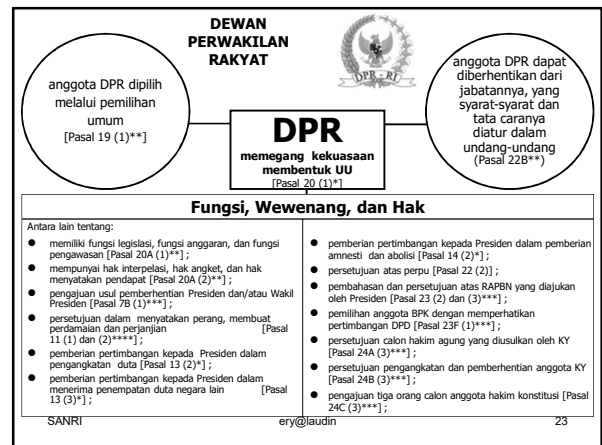 DEWAN
PERWAKILAN
RAKYAT
DPR - RI
anggota DPR dipilih
melalui pemilihan
umum
[Pasal 19 (1)**]
DPR
memegang kekuasaan
membentuk UU
[Pasal 20 (1)*]
anggota DPR dapat
diberhentikan dari
jabatannya, yang
syarat-syarat dan
tata caranya
diatur dalam
undang-undang
(Pasal 22B**)
Fungsi, Wewenang, dan Hak
Antara lain tentang:
● memiliki fungsi legislasi, fungsi anggaran, dan fungsi
pengawasan [Pasal 20A (1)**] ;
● mempunyai hak interpelasi, hak angket, dan hak
menyatakan pendapat [Pasal 20A (2)**] ;
● pengajuan usul pemberhentian Presiden dan/atau Wakil
Presiden [Pasal 7B (1)***] ;
● persetujuan dalam menyatakan perang, membuat
perdamaian dan perjanjian [Pasal
11 (1) dan (2)****] ;
● pemberian pertimbangan kepada Presiden dalam
pengangkatan duta [Pasal 13 (2)*] ;
● pemberian pertimbangan kepada Presiden dalam
menerima penempatan duta negara lain [Pasal
13 (3)*] ;
● pemberian pertimbangan kepada Presiden dalam pemberian
amnesti dan abolisi [Pasal 14 (2)*] ;
● persetujuan atas perpu [Pasal 22 (2)] ;
● pembahasan dan persetujuan atas RAPBN yang diajukan
oleh Presiden [Pasal 23 (2) dan (3)***] ;
● pemilihan anggota BPK dengan memperhatikan
pertimbangan DPD [Pasal 23F (1)***] ;
● persetujuan calon hakim agung yang diusulkan oleh KY
[Pasal 24A (3)***] ;
● persetujuan pengangkatan dan pemberhentian anggota KY
[Pasal 24B (3)***] ;
● pengajuan tiga orang calon anggota hakim konstitusi [Pasal
24C (3)***] ;
SANRI ery@laudin 23